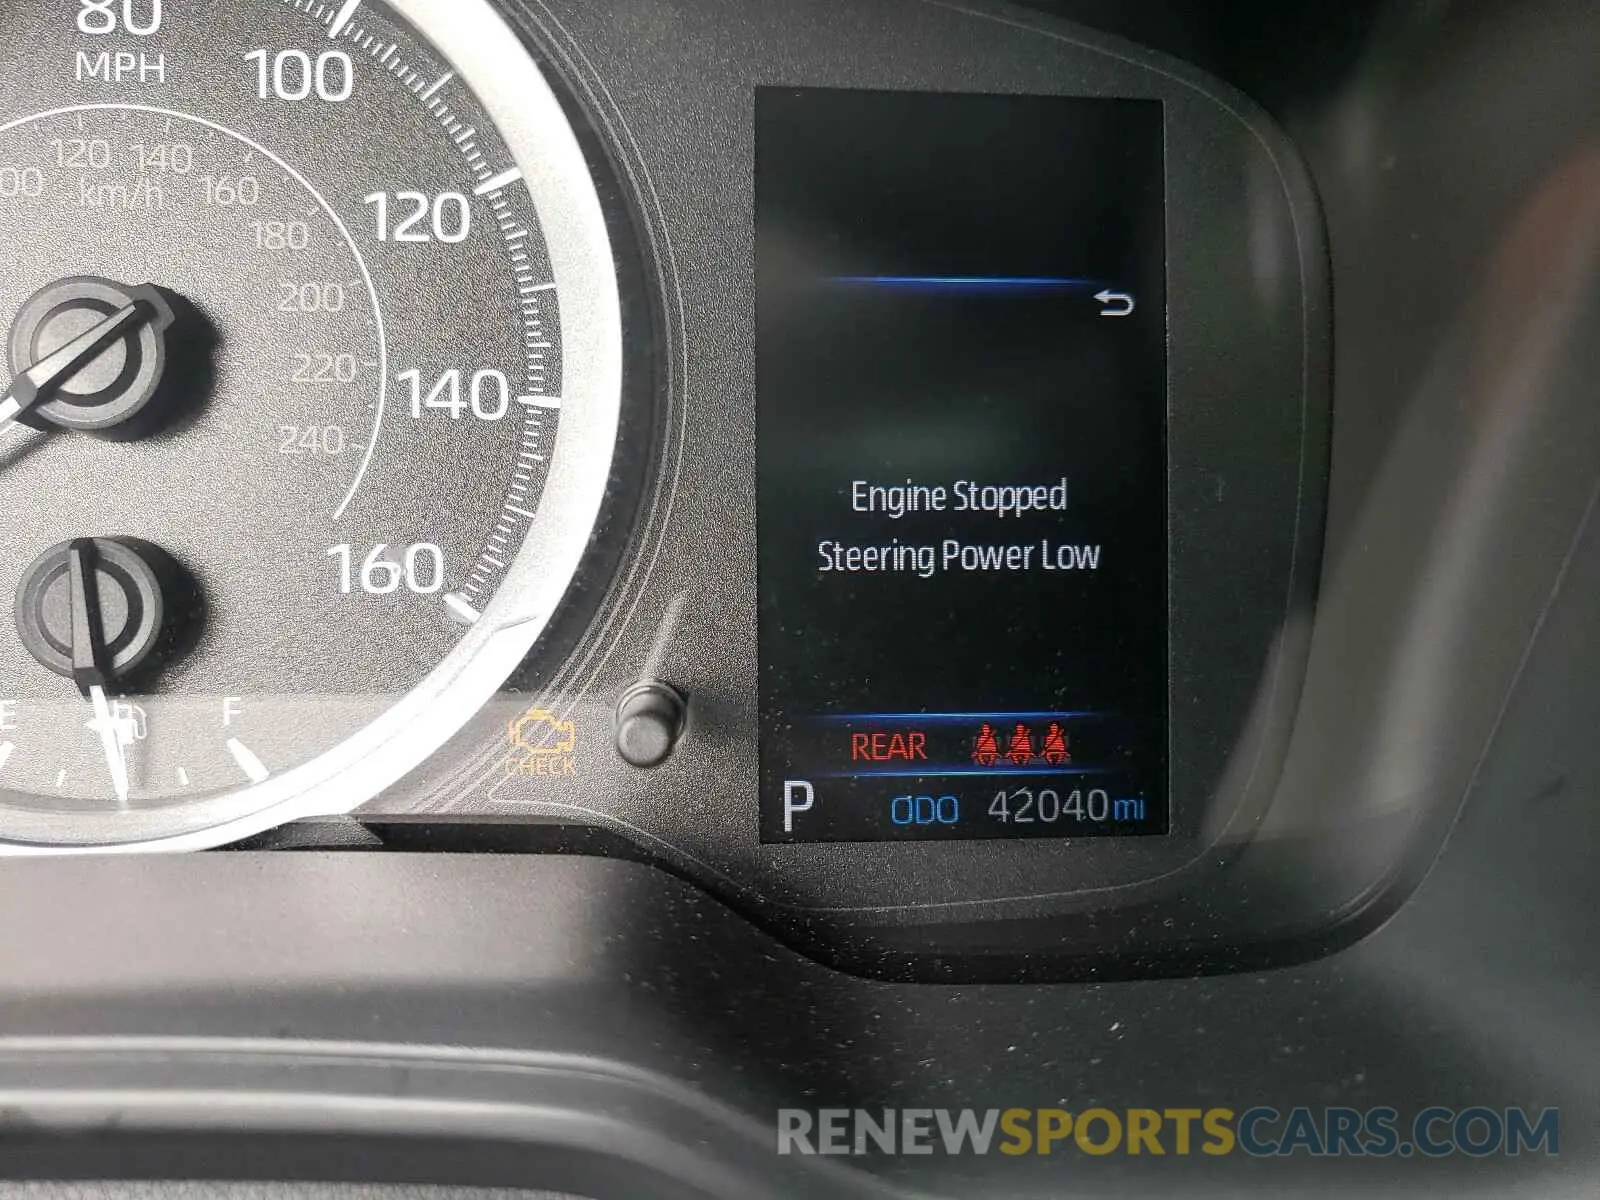 80
MPH
100
120
140
160
120 140
km/h
160
180
200
220
240
E
F
CHECK
Engine Stopped
Steering Power Low
REAR
P ODO 42040 mi
RENEWSPORTSCARS.COM